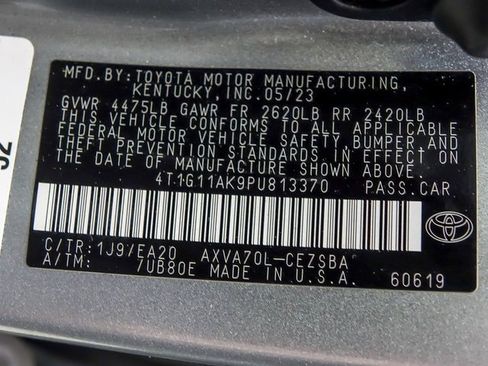 MFD.BY:TOYOTA MOTOR MANUFACTURING,
KENTUCKY,INC.05/23
GVWR 4475LB GAWR FR 2620LB RR 2420LB
THIS VEHICLE CONFORMS TO ALL APPLICABLE
FEDERAL MOTOR VEHICLE SAFETY,BUMPER,AND
THEFT PREVENTION STANDARDS IN EFFECT ON
THE DATE OF MANUFACTURE SHOWN ABOVE.
4T1G11AK9PU813370 PASS.CAR
C/TR:1J9/EA20 AXVA70L-CEZSBA
A/TM: 7UB80E MADE IN U.S.A.
60619
52